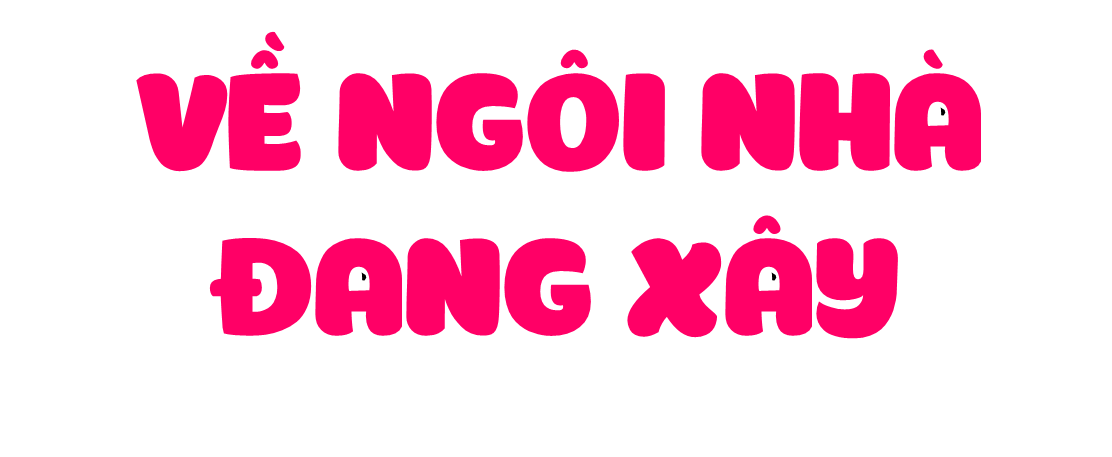 VỀ NGÔI NHÀ
ĐANG XÂY